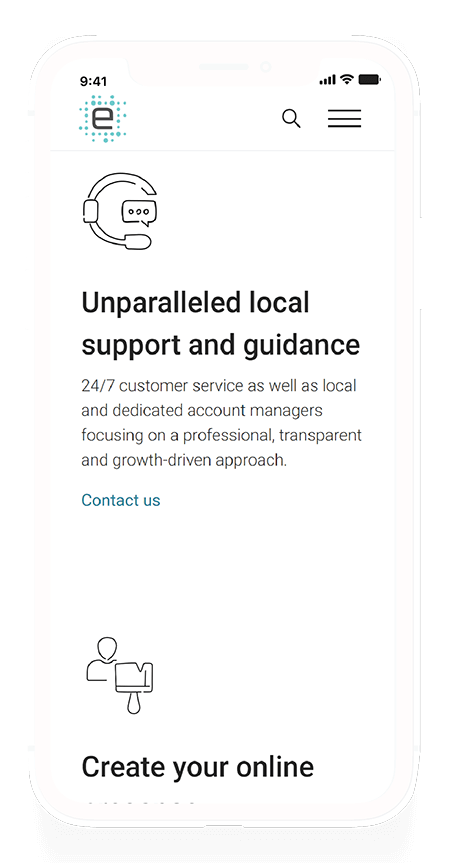 9:41
e
Unparalleled local
support and guidance
24/7 customer service as well as local
and dedicated account managers
focusing on a professional, transparent
and growth-driven approach.
Contact us
Create your online